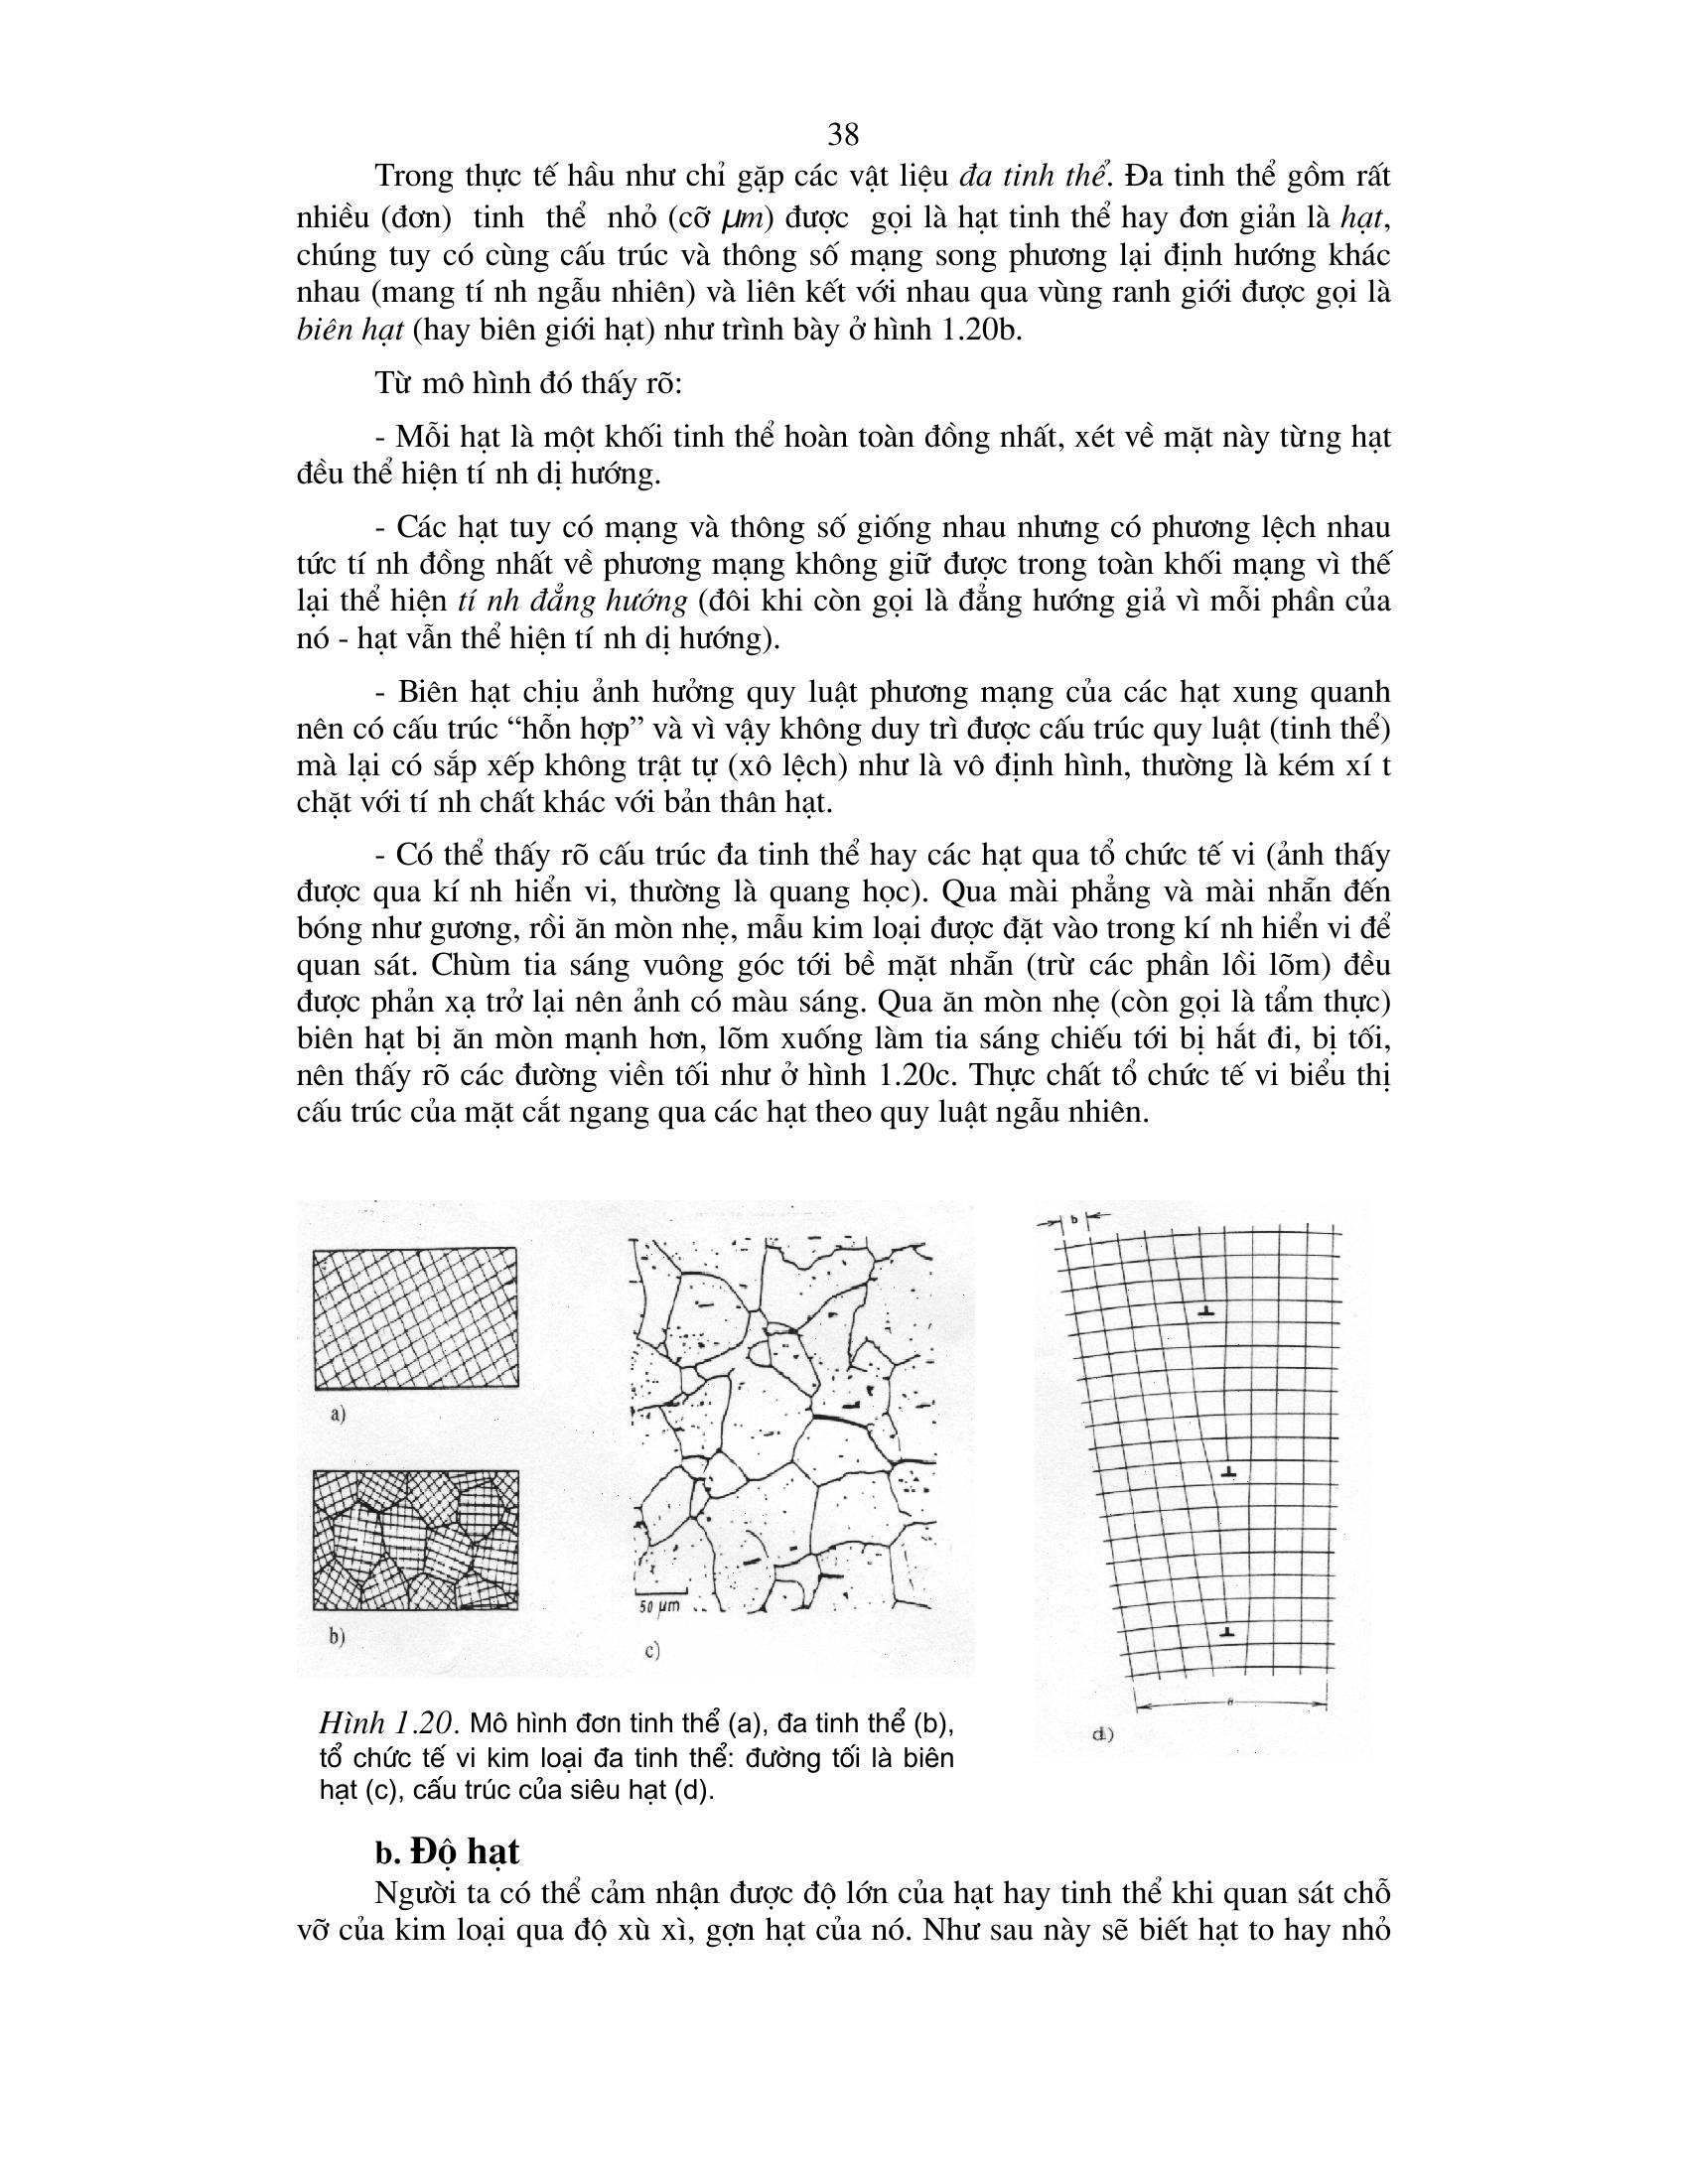 38
Trong thực tế hầu như chỉ gặp các vật liệu đa tinh thể. Đa tinh thể gồm rất
nhiều (đơn) tinh thể nhỏ (cỡ μm) được gọi là hạt tinh thể hay đơn giản là hạt,
chúng tuy có cùng cấu trúc và thông số mạng song phương lại định hướng khác
nhau (mang tí nh ngẫu nhiên) và liên kết với nhau qua vùng ranh giới được gọi là
biên hạt (hay biên giới hạt) như trình bày ở hình 1.20b.
Từ mô hình đó thấy rõ:
- Mỗi hạt là một khối tinh thể hoàn toàn đồng nhất, xét về mặt này từng hạt
đều thể hiện tí nh dị hướng.
- Các hạt tuy có mạng và thông số giống nhau nhưng có phương lệch nhau
tức tí nh đồng nhất về phương mạng không giữ được trong toàn khối mạng vì thế
lại thể hiện tí nh đẳng hướng (đôi khi còn gọi là đẳng hướng giả vì mỗi phần của
nó - hạt vẫn thể hiện tí nh dị hướng).
- Biên hạt chịu ảnh hưởng quy luật phương mạng của các hạt xung quanh
nên có cấu trúc “hỗn hợp” và vì vậy không duy trì được cấu trúc quy luật (tinh thể)
mà lại có sắp xếp không trật tự (xô lệch) như là vô định hình, thường là kém xí t
chặt với tí nh chất khác với bản thân hạt.
- Có thể thấy rõ cấu trúc đa tinh thể hay các hạt qua tổ chức tế vi (ảnh thấy
được qua kí nh hiển vi, thường là quang học). Qua mài phẳng và mài nhẵn đến
bóng như gương, rồi ăn mòn nhẹ, mẫu kim loại được đặt vào trong kí nh hiển vi để
quan sát. Chùm tia sáng vuông góc tới bề mặt nhẵn (trừ các phần lồi lõm) đều
được phản xạ trở lại nên ảnh có màu sáng. Qua ăn mòn nhẹ (còn gọi là tẩm thực)
biên hạt bị ăn mòn mạnh hơn, lõm xuống làm tia sáng chiếu tới bị hắt đi, bị tối,
nên thấy rõ các đường viền tối như ở hình 1.20c. Thực chất tổ chức tế vi biểu thị
cấu trúc của mặt cắt ngang qua các hạt theo quy luật ngẫu nhiên.
b
a)
b)
50 μm
c)
θ
d)
Hình 1.20. Mô hình đơn tinh thể (a), đa tinh thể (b),
tổ chức tế vi kim loại đa tinh thể: đường tối là biên
hạt (c), cấu trúc của siêu hạt (d).
b. Độ hạt
Người ta có thể cảm nhận được độ lớn của hạt hay tinh thể khi quan sát chỗ
vỡ của kim loại qua độ xù xì, gợn hạt của nó. Như sau này sẽ biết hạt to hay nhỏ